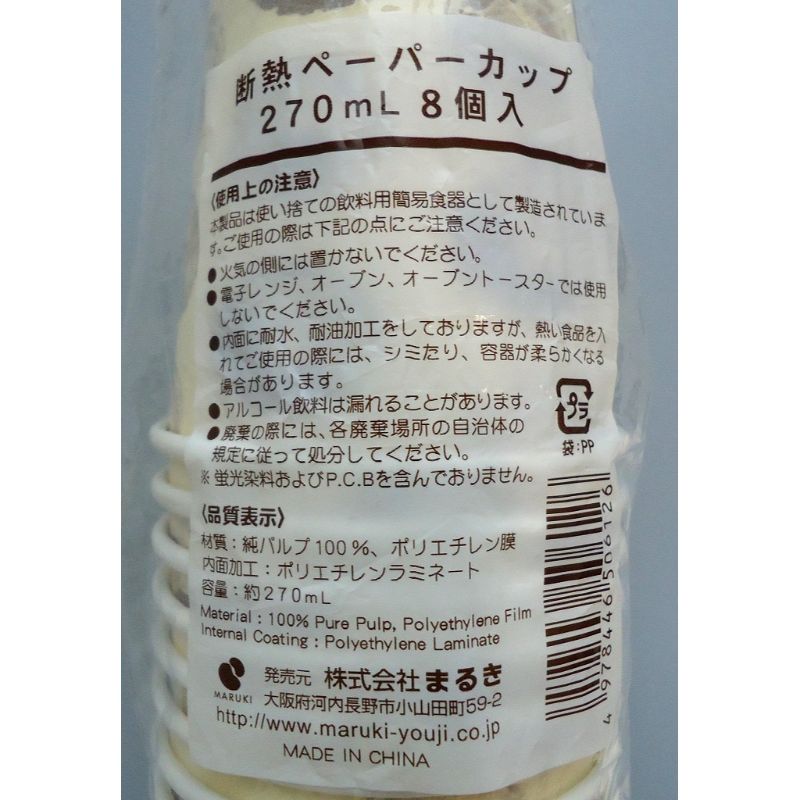 断熱ペーパーカップ
270mL 8個入
〈使用上の注意〉
本製品は使い捨ての飲料用簡易食器として製造されていま
す。ご使用の際は下記の点にご注意ください。
●火気の側には置かないでください。
●電子レンジ、オーブン、オーブントースターでは使用
しないでください。
●内面に耐水、耐油加工をしておりますが、熱い食品を入
れてご使用の際には、シミたり、容器が柔らかくなる
場合があります。
●アルコール飲料は漏れることがあります。
●廃棄の際には、各廃棄場所の自治体の
規定に従って処分してください。
※ 蛍光染料およびP.C.Bを含んでおりません。
プラ
袋:PP
〈品質表示〉
材質:純パルプ100%、ポリエチレン膜
内面加工:ポリエチレンラミネート
容量:約270mL
Material : 100% Pure Pulp, Polyethylene Film
Internal Coating : Polyethylene Laminate
4 978446 506126
MARUKI
発売元 株式会社 まるき
大阪府河内長野市小山田町59-2
http://www.maruki-youji.co.jp
MADE IN CHINA